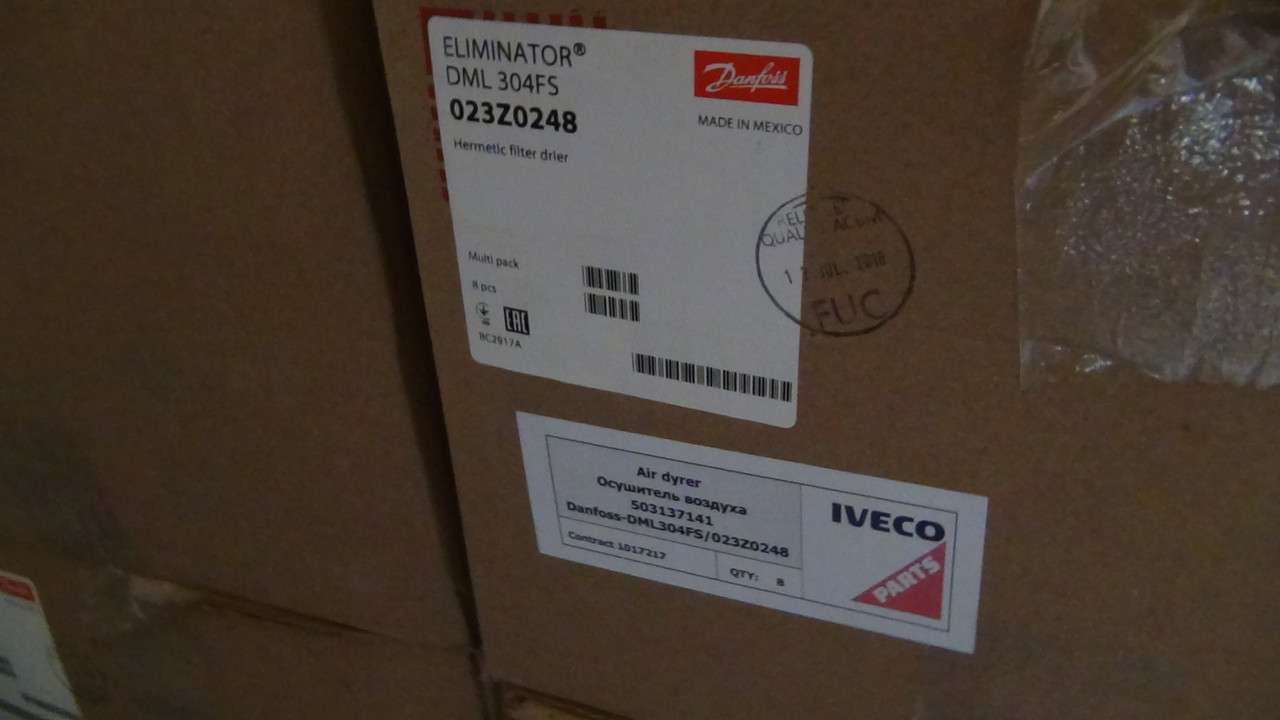 ELIMINATOR®
DML 304FS
023Z0248
Hermetic filter drier
Danfoss
MADE IN MEXICO
Multi pack
8 pcs
EAC
BC2917A
QUAL
JUL. 2018
FUC
Air dyrer
Осушитель воздуха
503137141
Danfoss-DML304FS/023Z0248
Contract 1017217
QTY: 8
IVECO
PARTS